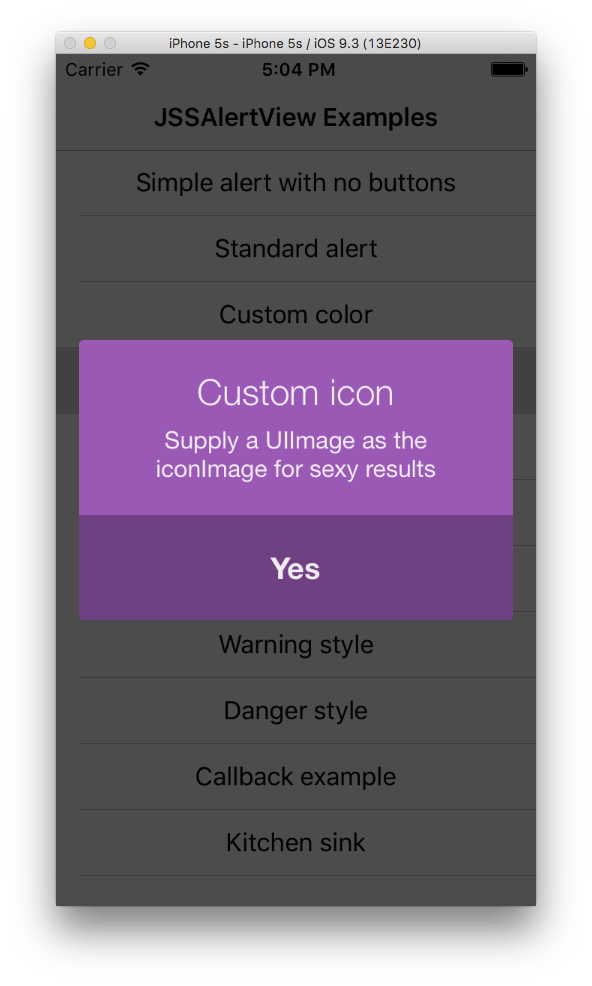 iPhone 5s - iPhone 5s / iOS 9.3 (13E230)
Carrier 5:04 PM
JSSAlertView Examples
Simple alert with no buttons
Standard alert
Custom color
Custom icon
Supply a UIImage as the
iconImage for sexy results
Yes
Warning style
Danger style
Callback example
Kitchen sink